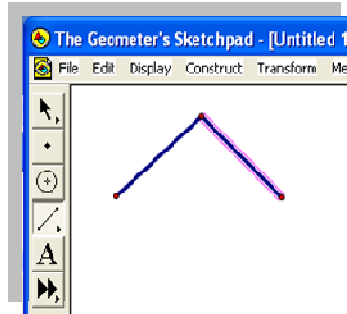 The Geometer's Sketchpad - [Untitled 1
File Edit Display Construct Transform Me
A